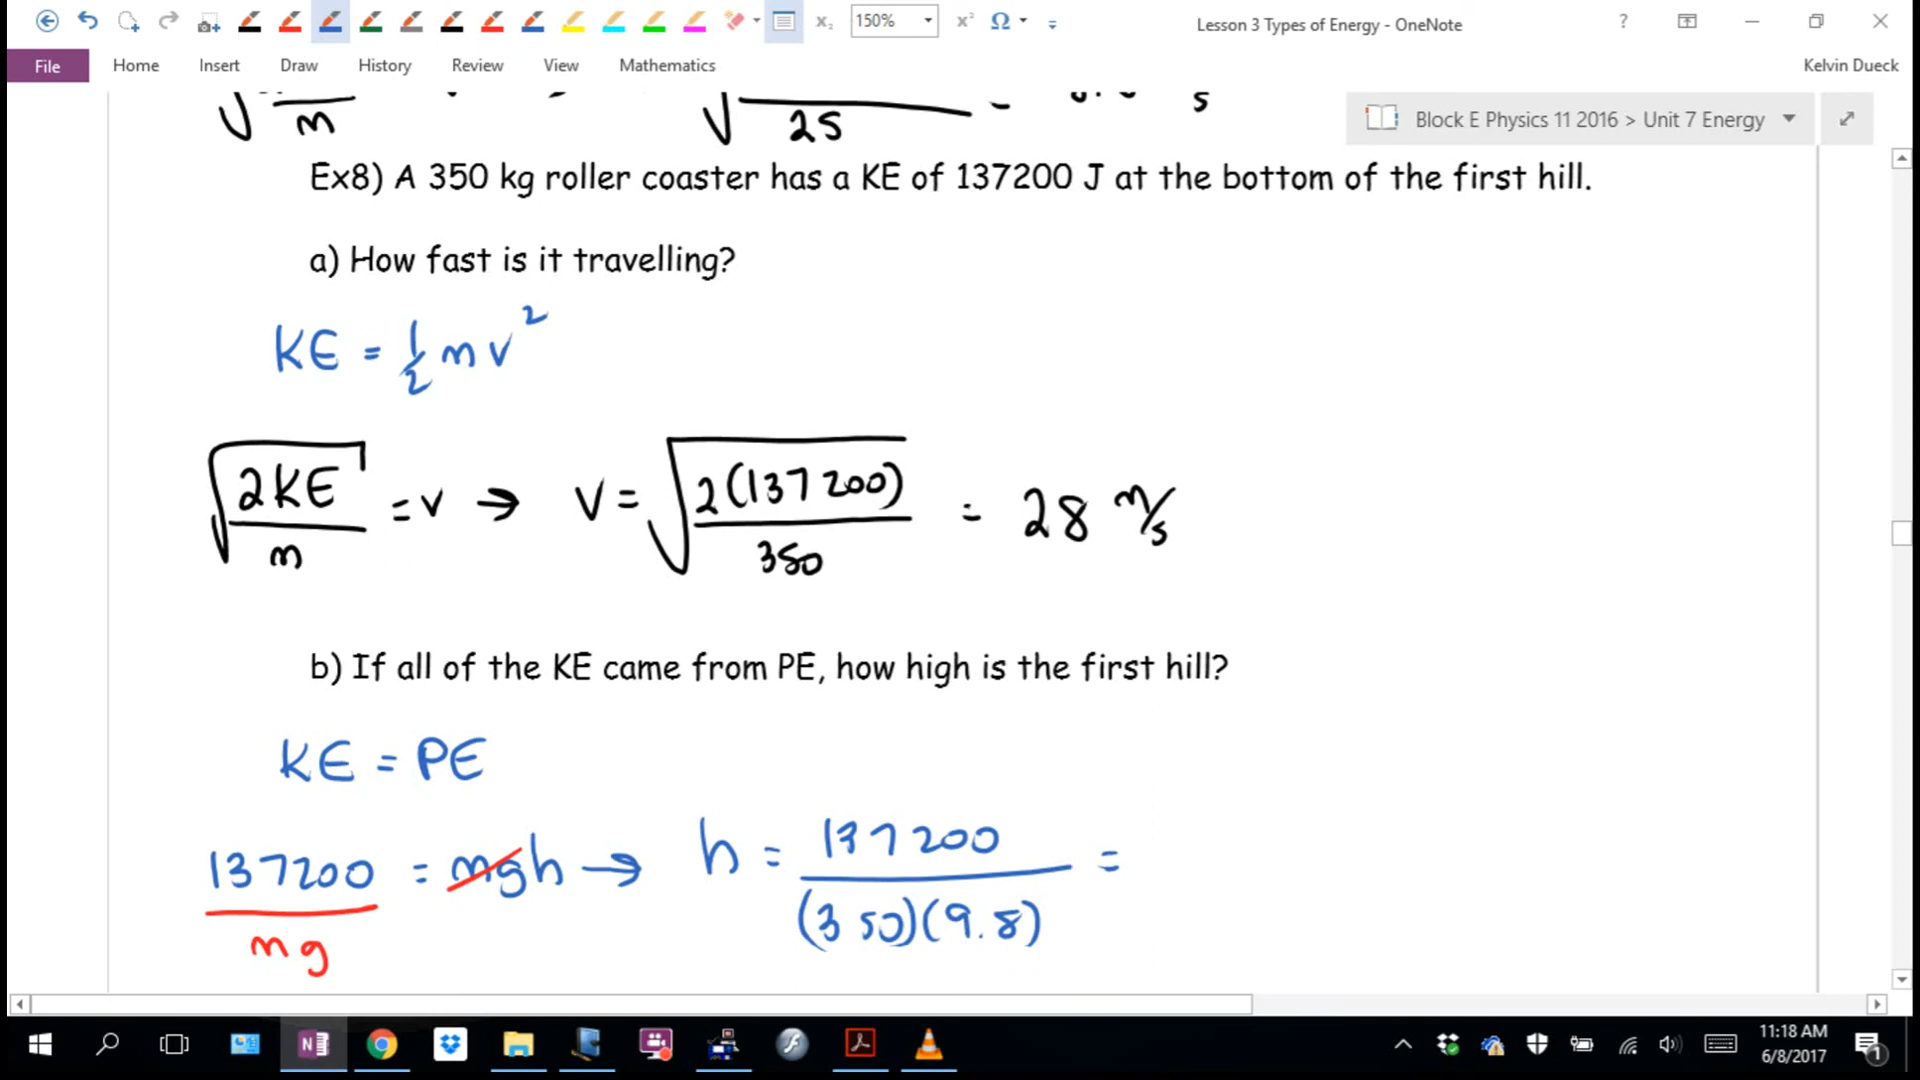 150%
Lesson 3 Types of Energy - OneNote
File Home Insert Draw History Review View Mathematics
Kelvin Dueck
Block E Physics 11 2016 > Unit 7 Energy
m
25
s
Ex8) A 350 kg roller coaster has a KE of 137200 J at the bottom of the first hill.
a) How fast is it travelling?
KE = 1/2 mv²
√(2KE/m) = v → v = √(2(137200)/350) = 28 m/s
b) If all of the KE came from PE, how high is the first hill?
KE = PE
137200/mg = mgh → h = 137200/(350)(9.8) =
11:18 AM
6/8/2017